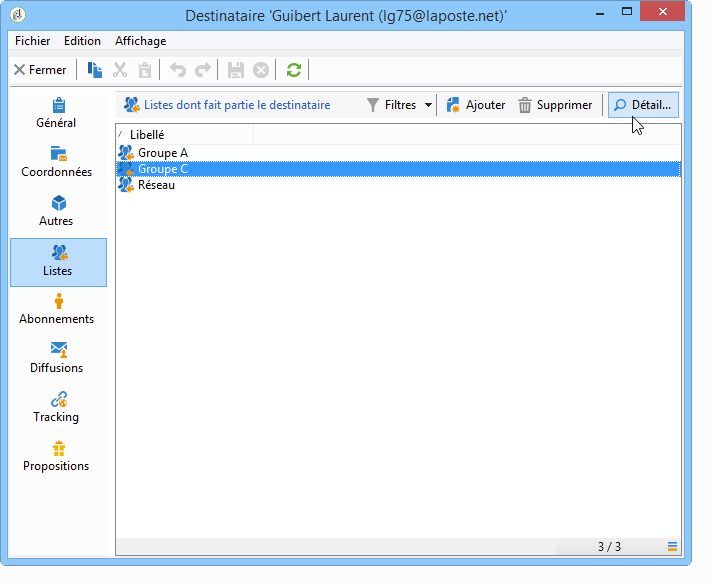 Destinataire 'Guibert Laurent (lg75@laposte.net)'
Fichier Edition Affichage
Fermer
Général
Coordonnées
Autres
Listes
Abonnements
Diffusions
Tracking
Propositions
Listes dont fait partie le destinataire Filtres Ajouter Supprimer Détail...
Libellé
Groupe A
Groupe C
Réseau
3 / 3